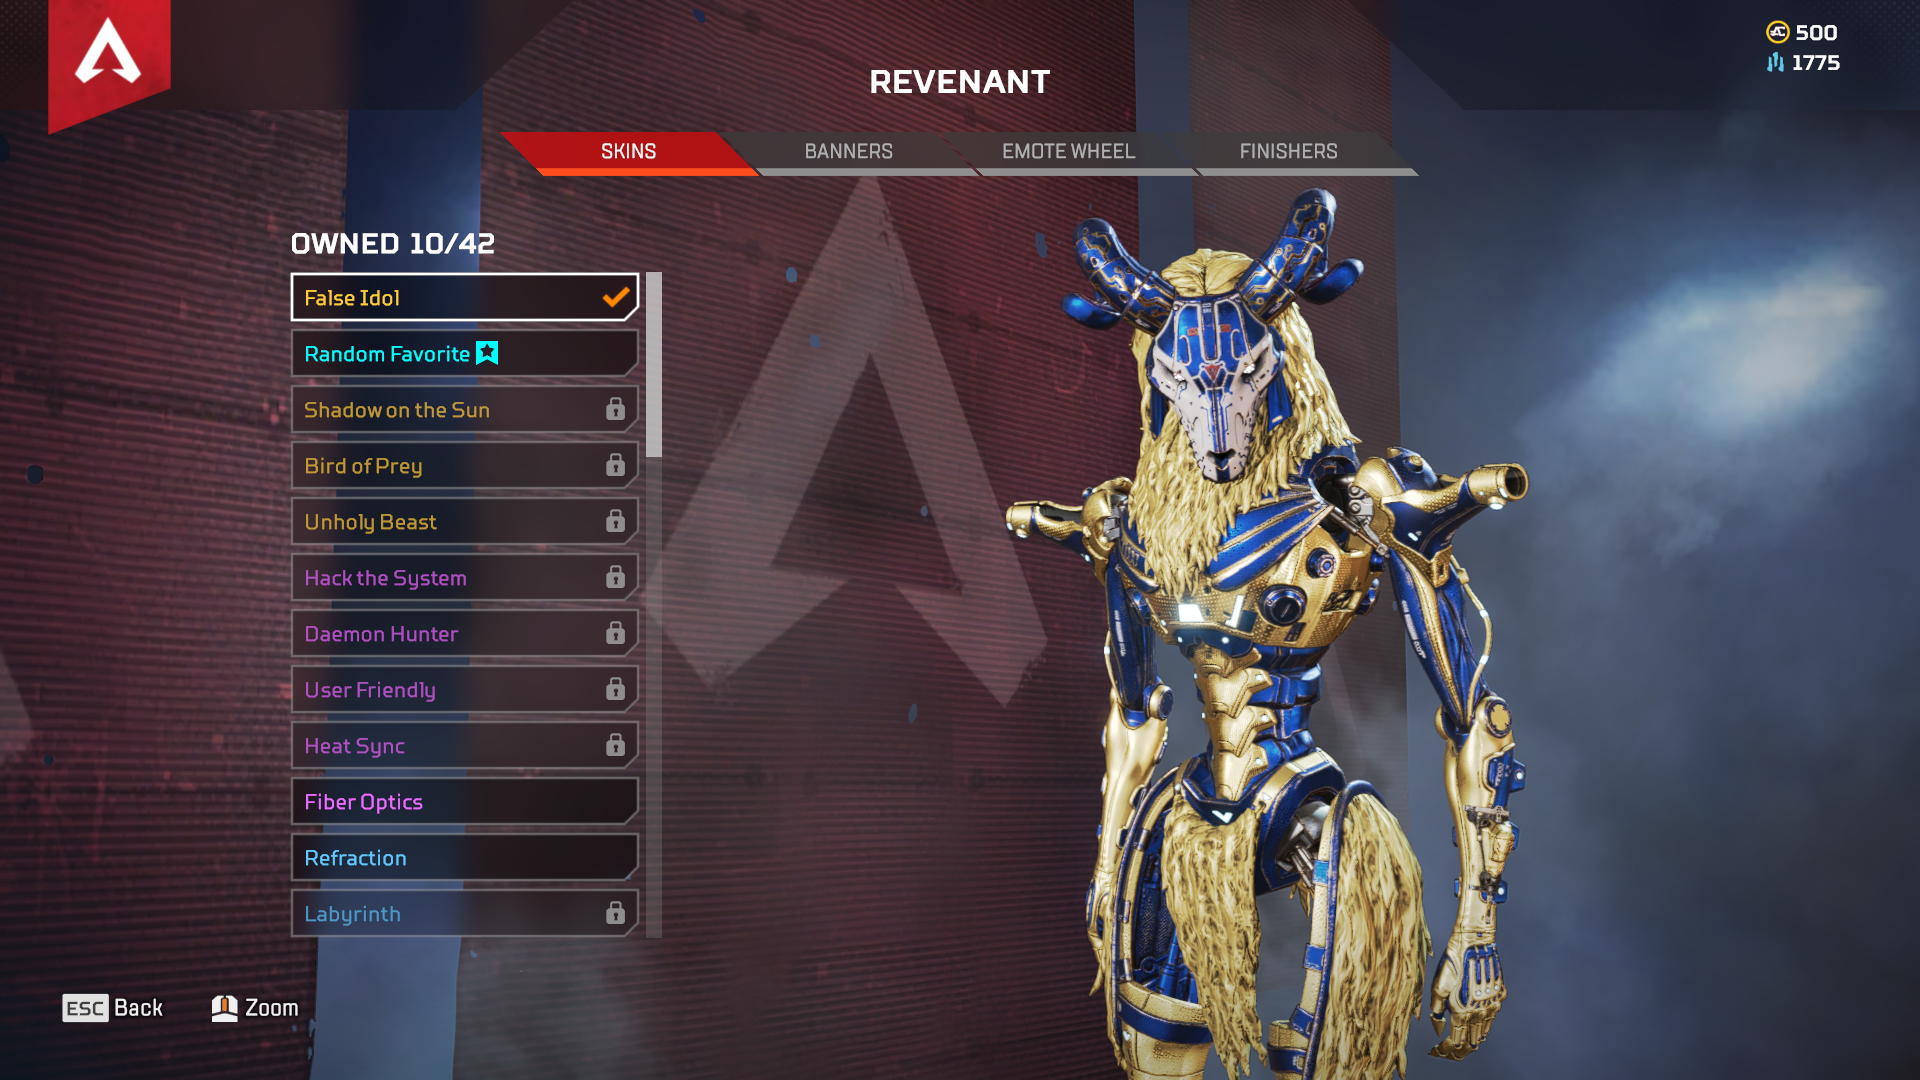 500
1775
REVENANT
SKINS BANNERS EMOTE WHEEL FINISHERS
OWNED 10/42
False Idol
Random Favorite
Shadow on the Sun
Bird of Prey
Unholy Beast
Hack the System
Daemon Hunter
User Friendly
Heat Sync
Fiber Optics
Refraction
Labyrinth
ESC Back Zoom